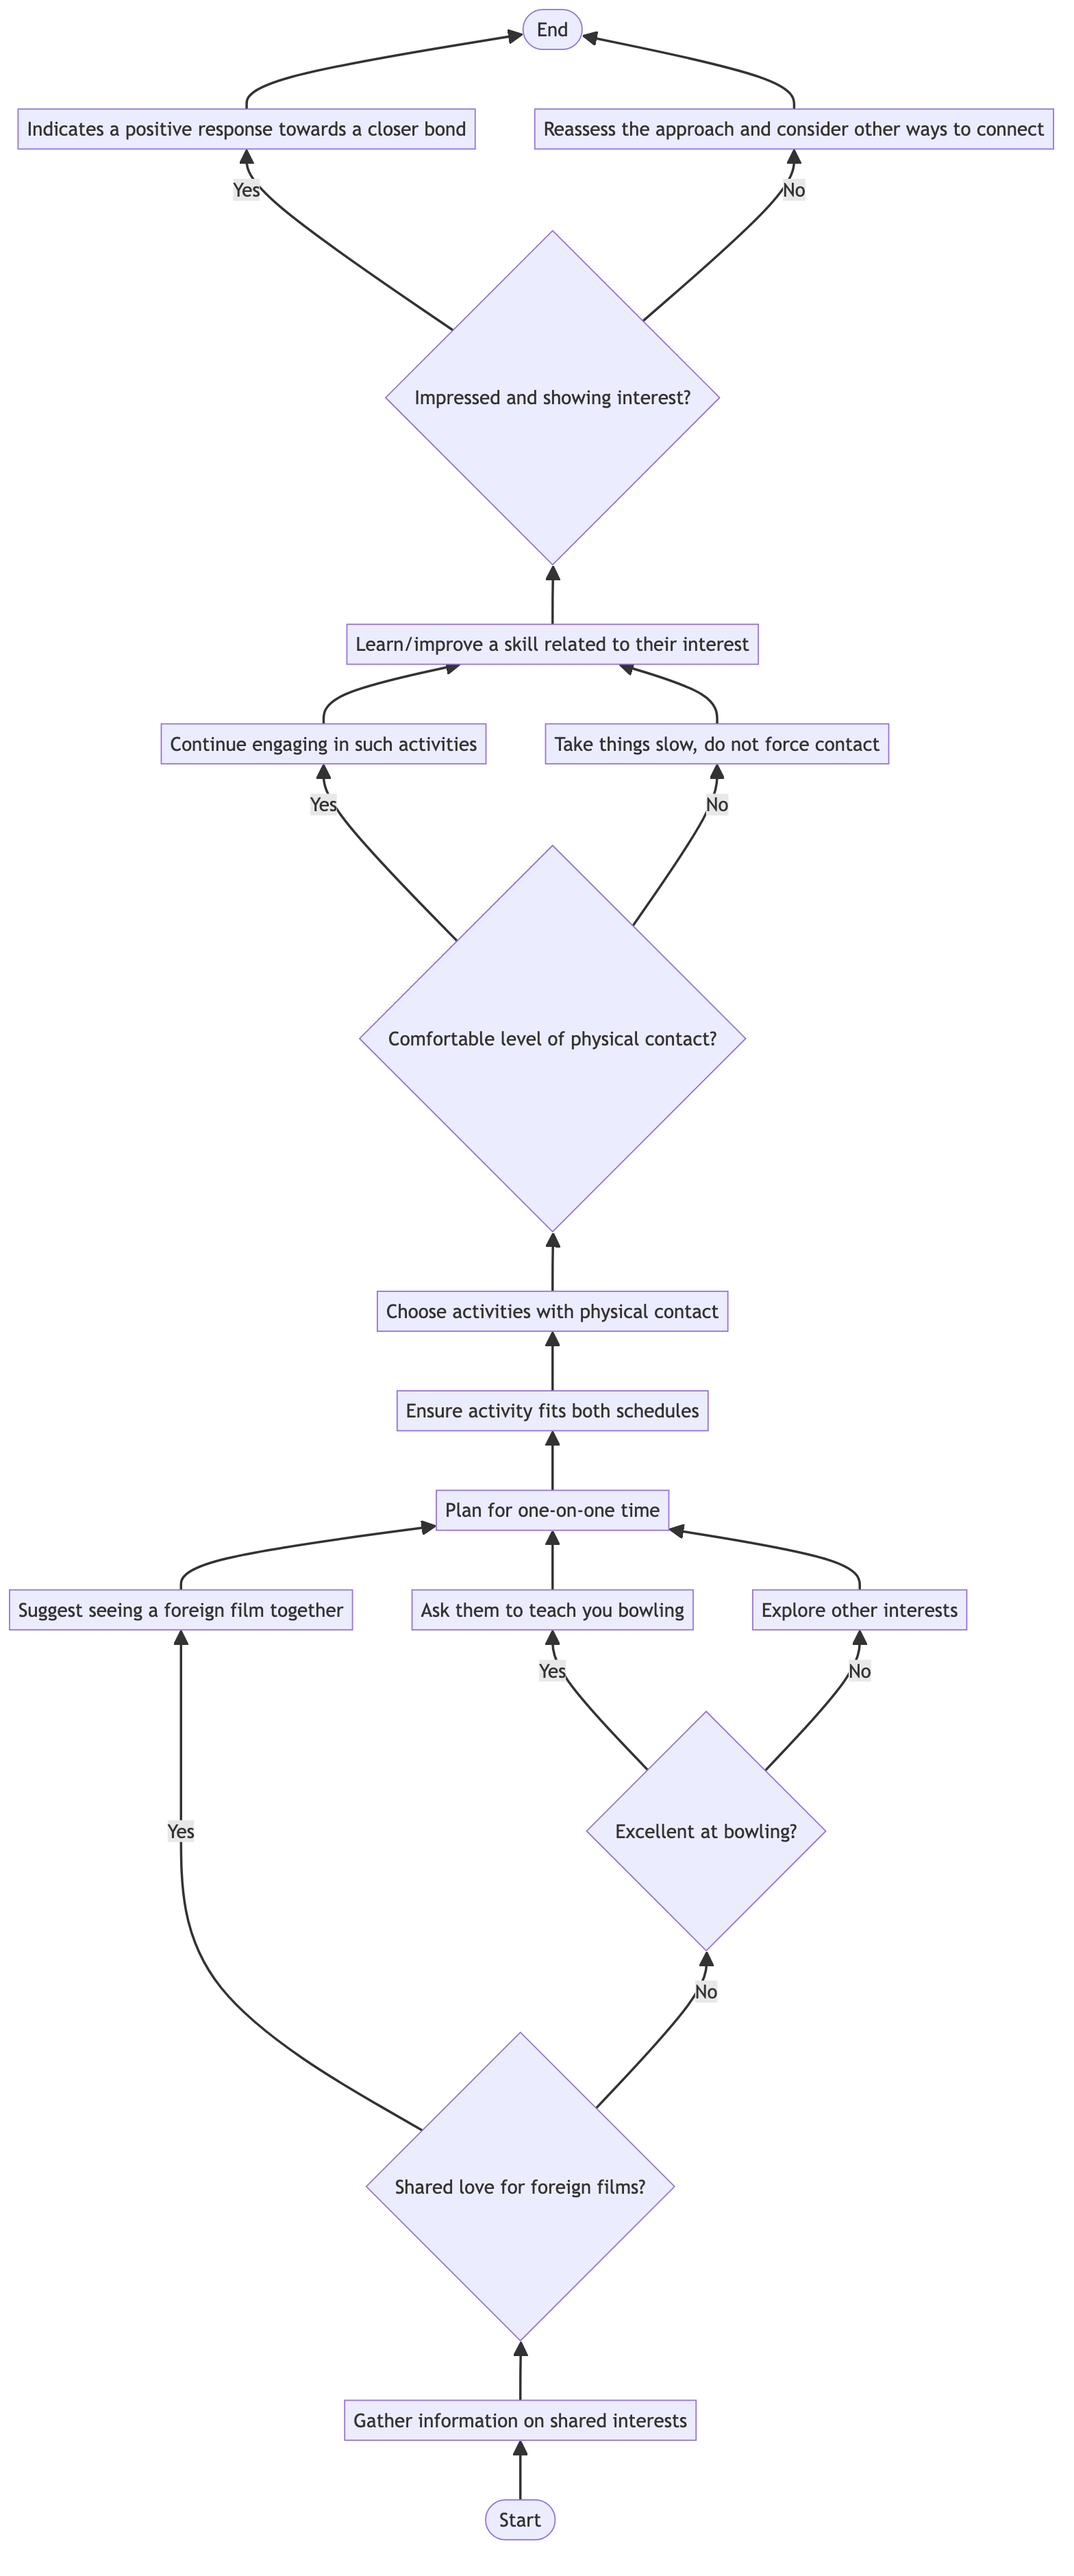 End
Indicates a positive response towards a closer bond
Reassess the approach and consider other ways to connect
Yes
No
Impressed and showing interest?
Learn/improve a skill related to their interest
Continue engaging in such activities
Take things slow, do not force contact
Yes
No
Comfortable level of physical contact?
Choose activities with physical contact
Ensure activity fits both schedules
Plan for one-on-one time
Suggest seeing a foreign film together
Ask them to teach you bowling
Explore other interests
Yes
No
Excellent at bowling?
Yes
No
Shared love for foreign films?
Gather information on shared interests
Start